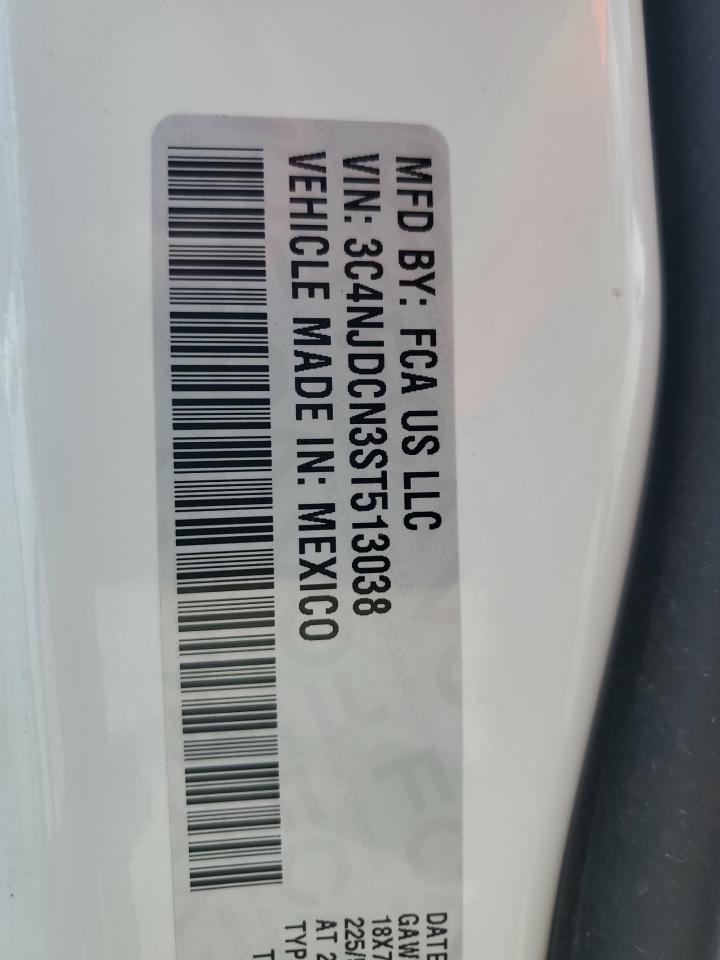 MFD BY: FCA US LLC
VIN: 3C4NJDCN3ST513038
VEHICLE MADE IN: MEXICO
DATE
GAW
18X7
225/
AT 2
TYP